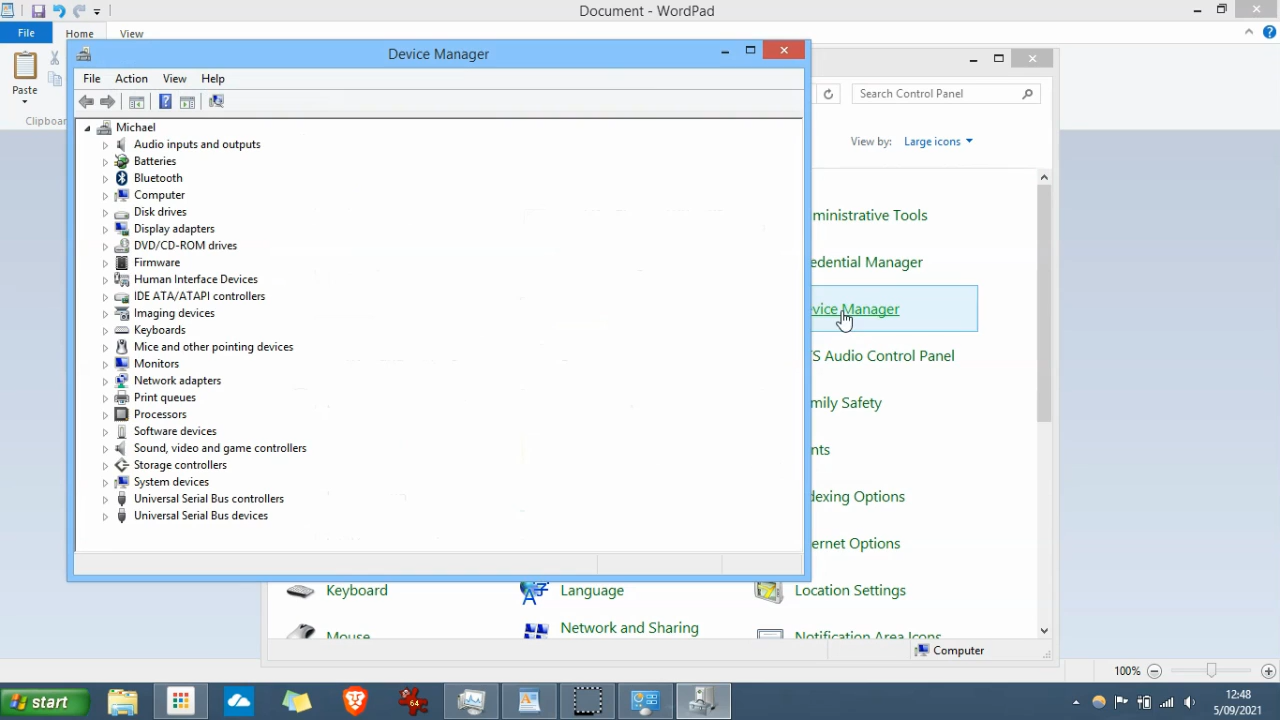 Document - WordPad
File
Home
View
Paste
Clipboar
Device Manager
File
Action
View
Help
Michael
Audio inputs and outputs
Batteries
Bluetooth
Computer
Disk drives
Display adapters
DVD/CD-ROM drives
Firmware
Human Interface Devices
IDE ATA/ATAPI controllers
Imaging devices
Keyboards
Mice and other pointing devices
Monitors
Network adapters
Print queues
Processors
Software devices
Sound, video and game controllers
Storage controllers
System devices
Universal Serial Bus controllers
Universal Serial Bus devices
Search Control Panel
View by: Large icons
ministrative Tools
edential Manager
vice Manager
S Audio Control Panel
mily Safety
nts
dexing Options
ernet Options
Keyboard
Language
Location Settings
Mouse
Network and Sharing
Notification Area Icons
Computer
100%
start
64
12:48
5/09/2021